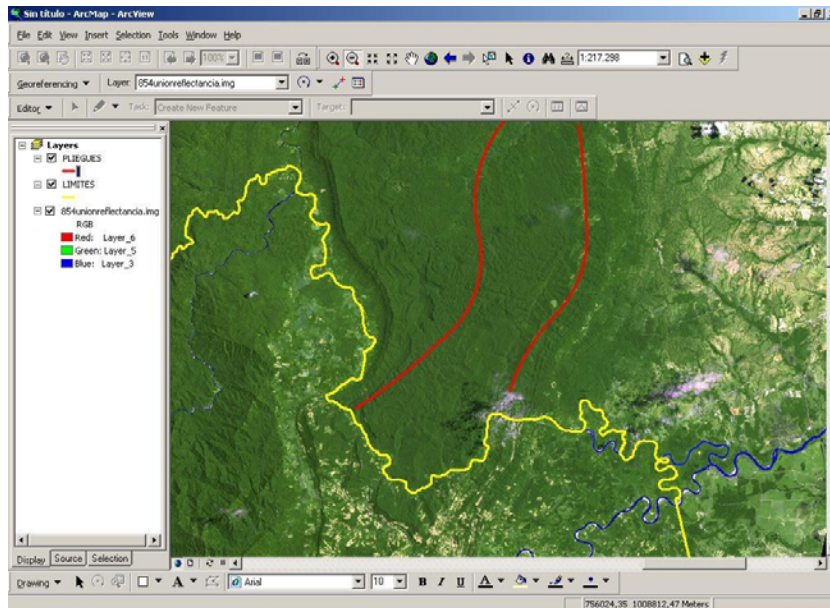 Sin título - ArcMap - ArcView
File Edit View Insert Selection Tools Window Help
100% 1:217.298
Georeferencing Layer: 854unionreflectancia.img
Editor Task: Create New Feature Target:
Layers
PLIEGUES
LIMITES
854unionreflectancia.img
RGB
Red: Layer_6
Green: Layer_5
Blue: Layer_3
Display Source Selection
Drawing A Arial 10 B I U A
756024,35 1008812,47 Meters